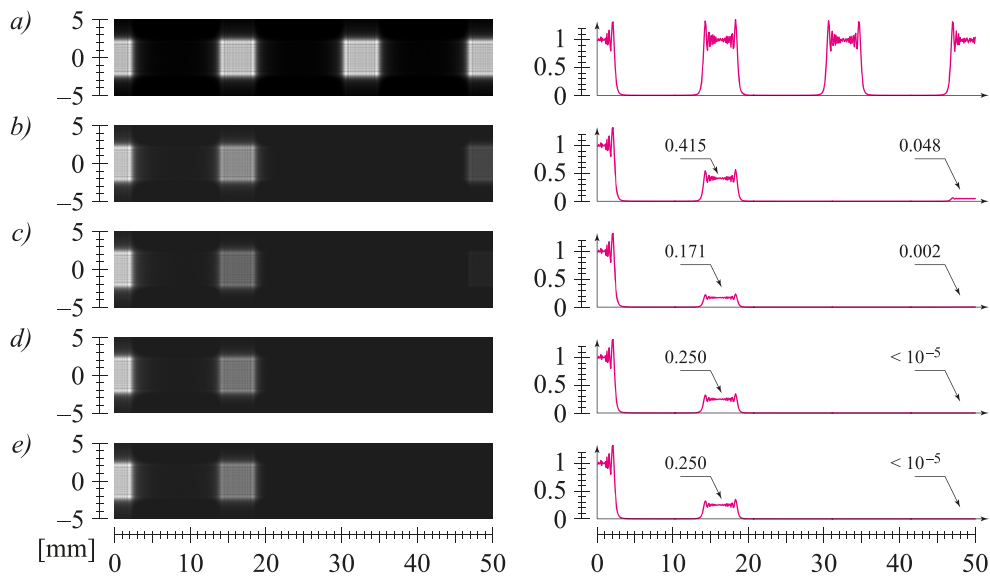 a) 5 0 −5 1 0.5 0
b) 5 0 −5 1 0.5 0 0.415 0.048
c) 5 0 −5 1 0.5 0 0.171 0.002
d) 5 0 −5 1 0.5 0 0.250 < 10⁻⁵
e) 5 0 −5 1 0.5 0 0.250 < 10⁻⁵
[mm] 0 10 20 30 40 50 0 10 20 30 40 50